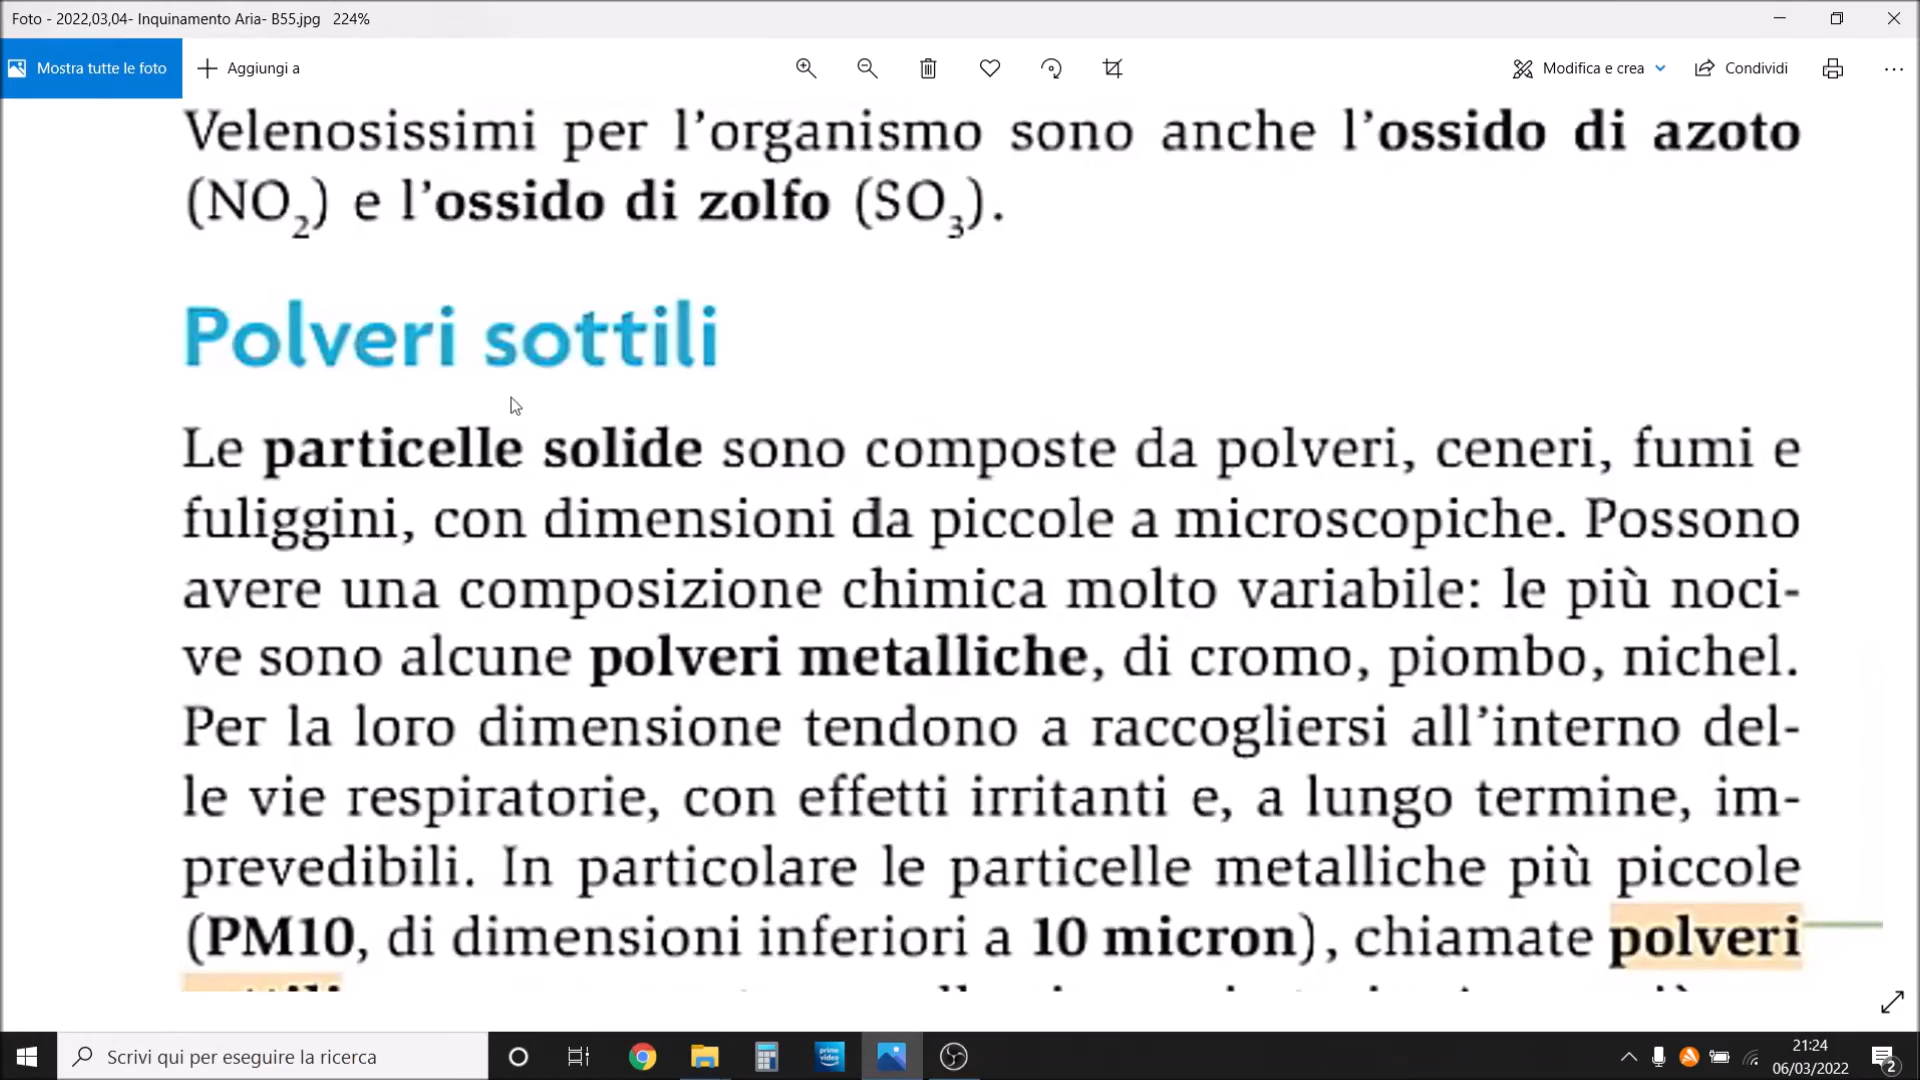 Foto - 2022,03,04- Inquinamento Aria- B55.jpg 224%
Mostra tutte le foto
Aggiungi a
Modifica e crea
Condividi
Velenosissimi per l’organismo sono anche l’ossido di azoto
(NO₂) e l’ossido di zolfo (SO₃).
Polveri sottili
Le particelle solide sono composte da polveri, ceneri, fumi e
fuliggini, con dimensioni da piccole a microscopiche. Possono
avere una composizione chimica molto variabile: le più noci-
ve sono alcune polveri metalliche, di cromo, piombo, nichel.
Per la loro dimensione tendono a raccogliersi all’interno del-
le vie respiratorie, con effetti irritanti e, a lungo termine, im-
prevedibili. In particolare le particelle metalliche più piccole
(PM10, di dimensioni inferiori a 10 micron), chiamate polveri
Scrivi qui per eseguire la ricerca
prime video
21:24
06/03/2022
2